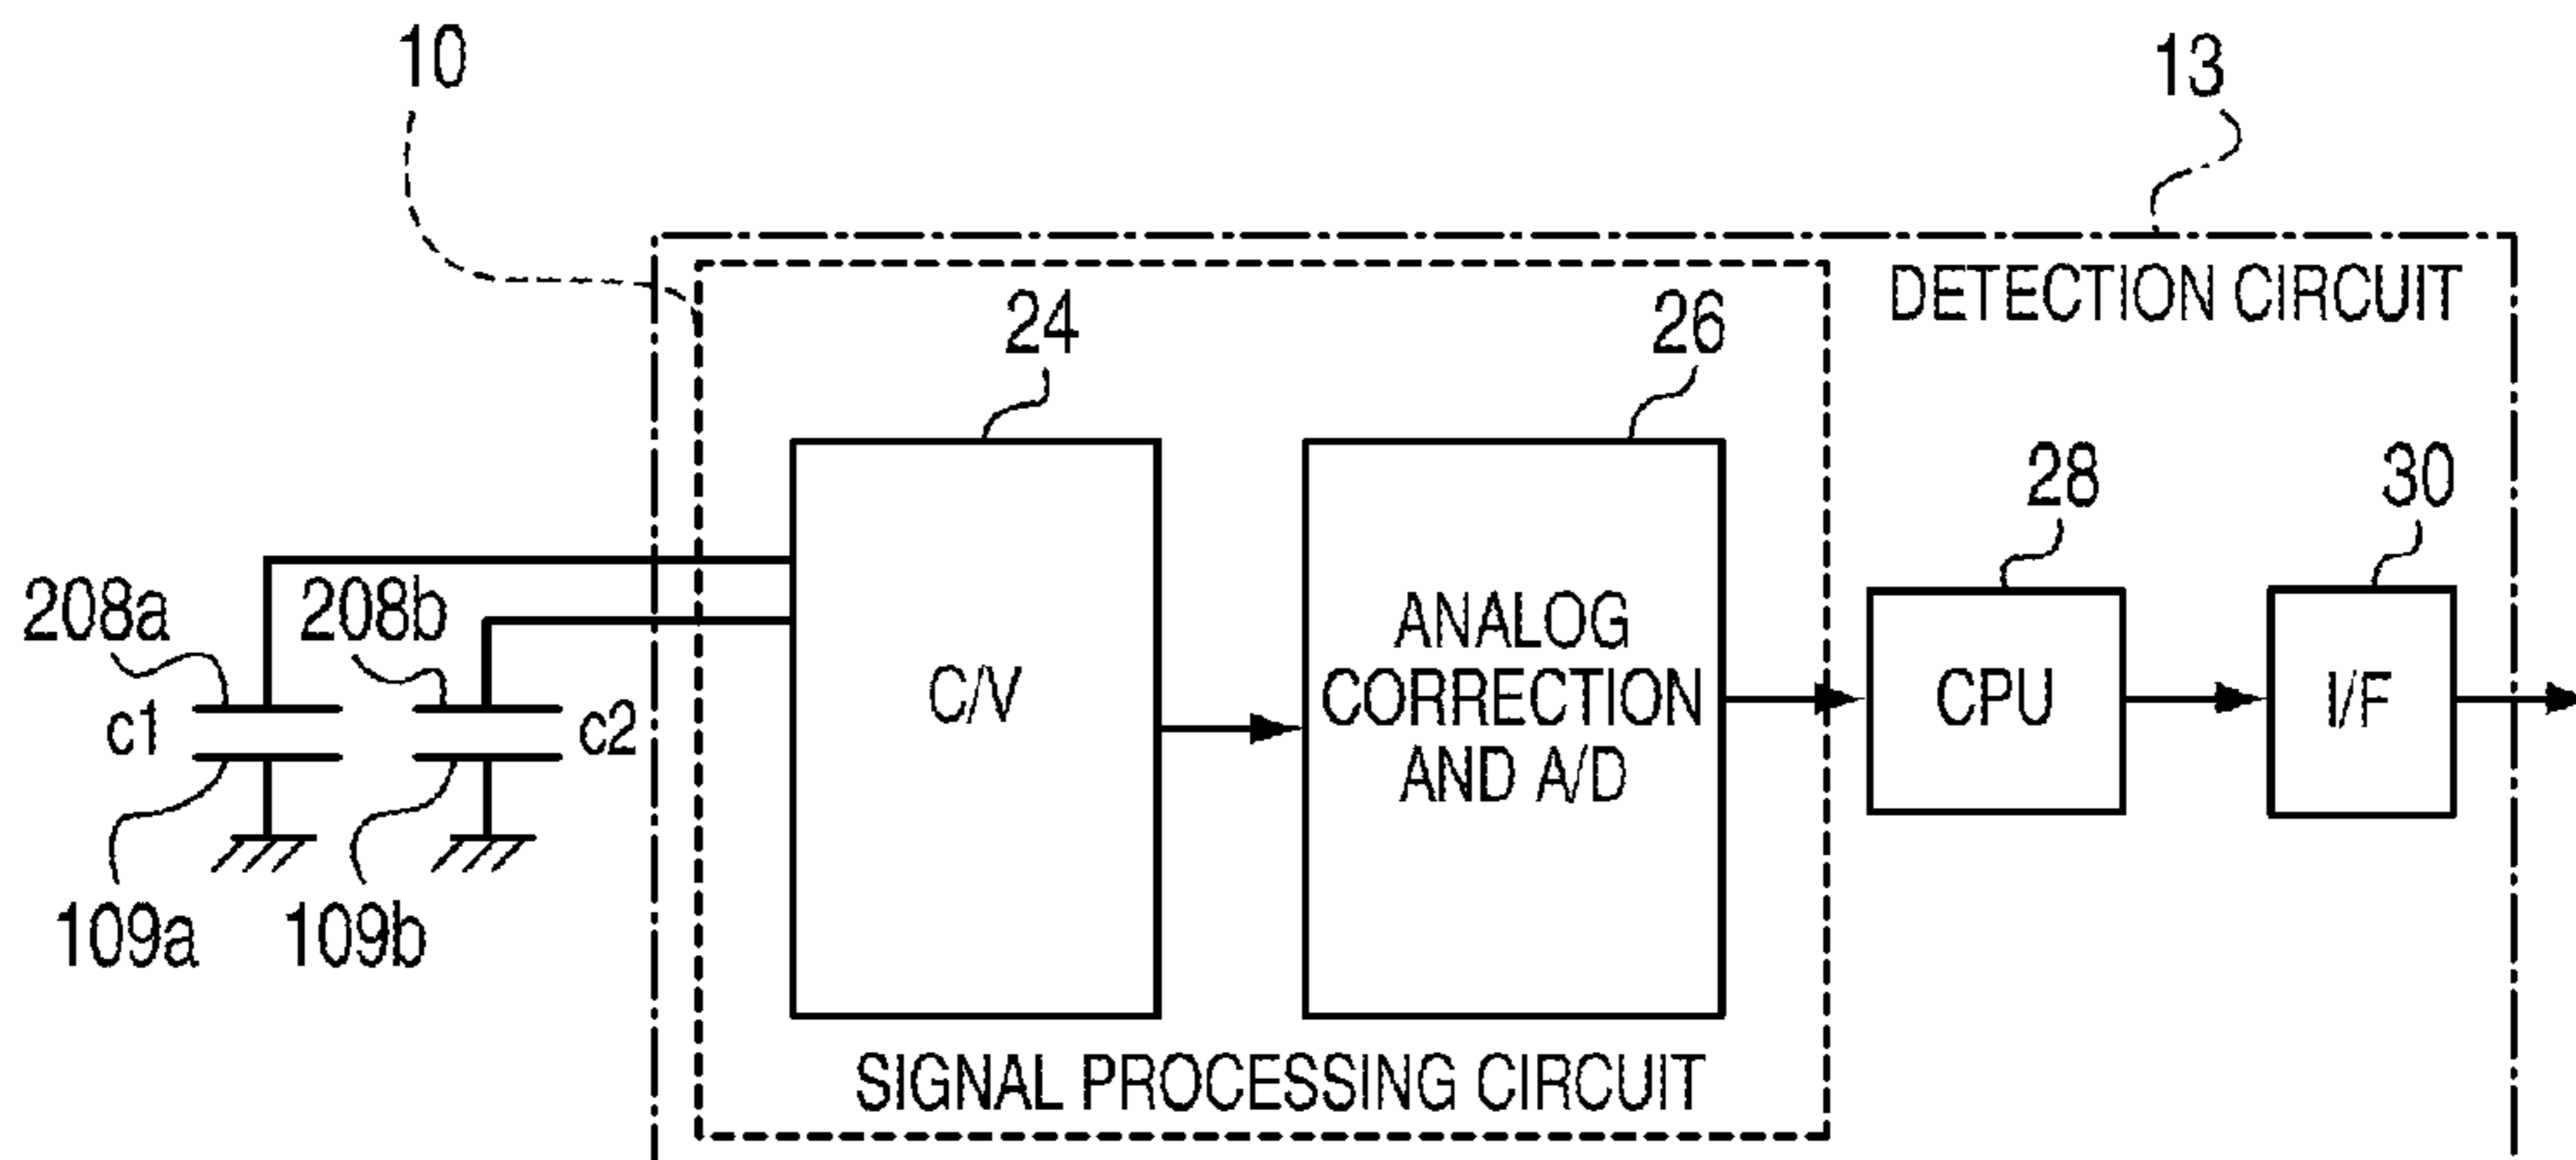 10
13
DETECTION CIRCUIT
24
26
28
30
208a
208b
c1
c2
C/V
ANALOG
CORRECTION
AND A/D
CPU
I/F
109a
109b
SIGNAL PROCESSING CIRCUIT